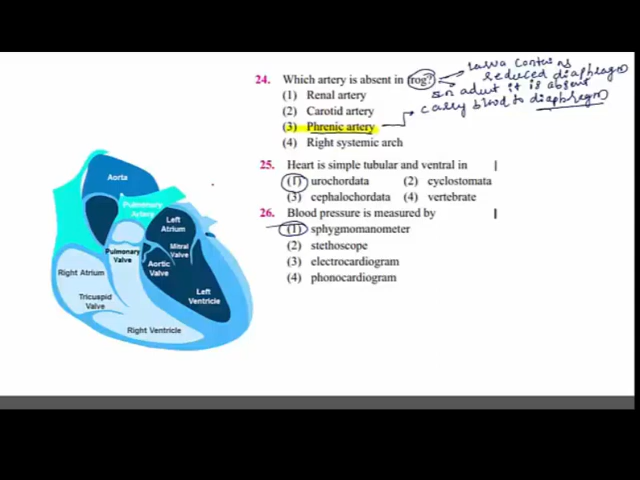 24. Which artery is absent in frog?
(1) Renal artery
(2) Carotid artery
(3) Phrenic artery
(4) Right systemic arch
larva contains
reduced diaphragm
In adult it is absent
carry blood to diaphragm
25. Heart is simple tubular and ventral in
(1) urochordata (2) cyclostomata
(3) cephalochordata (4) vertebrate
26. Blood pressure is measured by
(1) sphygmomanometer
(2) stethoscope
(3) electrocardiogram
(4) phonocardiogram
Aorta
Pulmonary
Artery
Left
Atrium
Mitral
Valve
Pulmonary
Valve
Aortic
Valve
Right Atrium
Left
Ventricle
Tricuspid
Valve
Right Ventricle